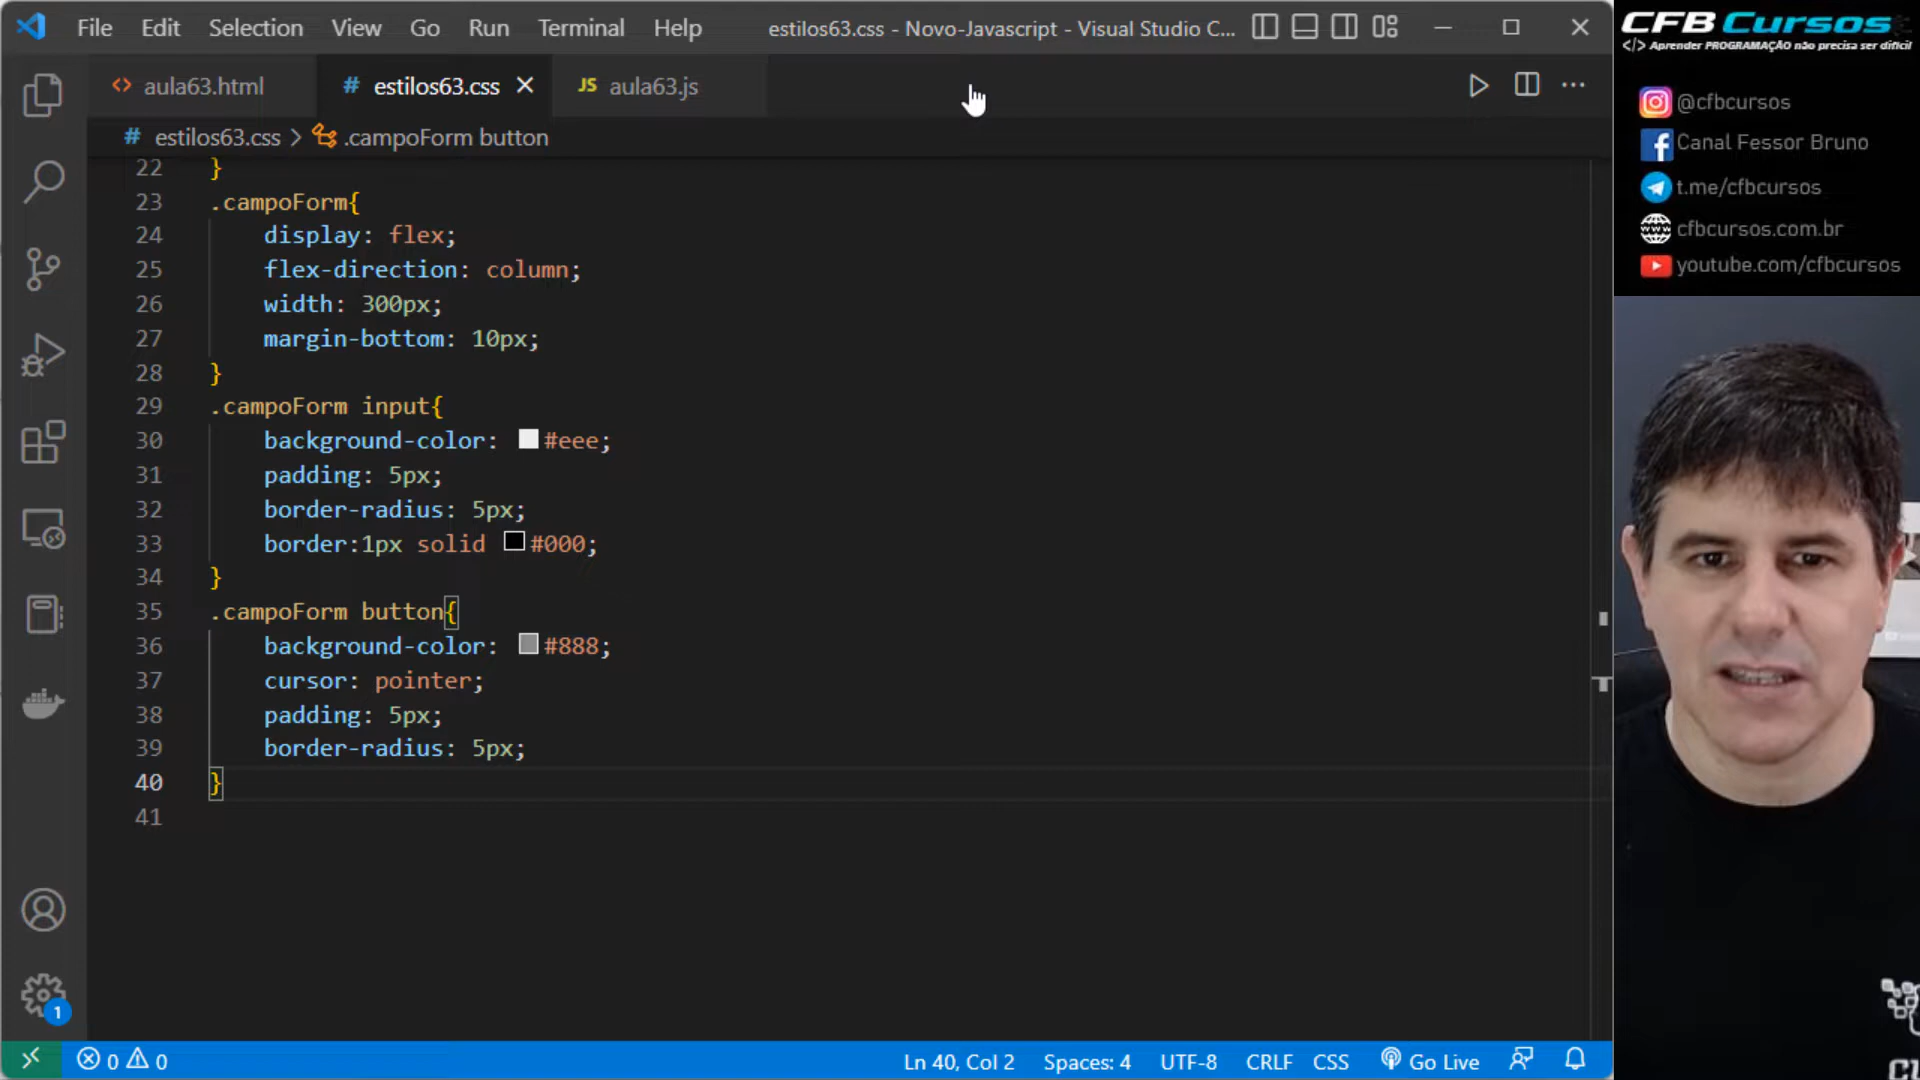 File Edit Selection View Go Run Terminal Help estilos63.css - Novo-Javascript - Visual Studio C...
<> aula63.html # estilos63.css JS aula63.js
# estilos63.css > .campoForm button
22 }
23 .campoForm{
24 display: flex;
25 flex-direction: column;
26 width: 300px;
27 margin-bottom: 10px;
28 }
29 .campoForm input{
30 background-color: #eee;
31 padding: 5px;
32 border-radius: 5px;
33 border:1px solid #000;
34 }
35 .campoForm button{
36 background-color: #888;
37 cursor: pointer;
38 padding: 5px;
39 border-radius: 5px;
40 }
41
1
0 0 Ln 40, Col 2 Spaces: 4 UTF-8 CRLF CSS Go Live
CFB Cursos
</> Aprender PROGRAMAÇÃO não precisa ser difícil
@cfbcursos
Canal Fessor Bruno
t.me/cfbcursos
cfbcursos.com.br
youtube.com/cfbcursos